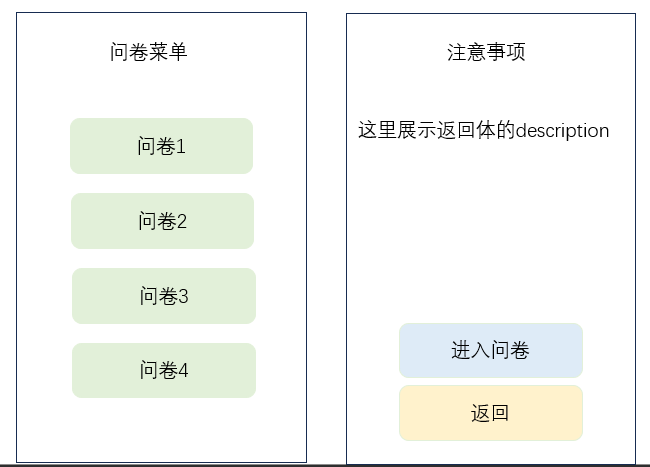 问卷菜单
问卷1
问卷2
问卷3
问卷4
注意事项
这里展示返回体的description
进入问卷
返回